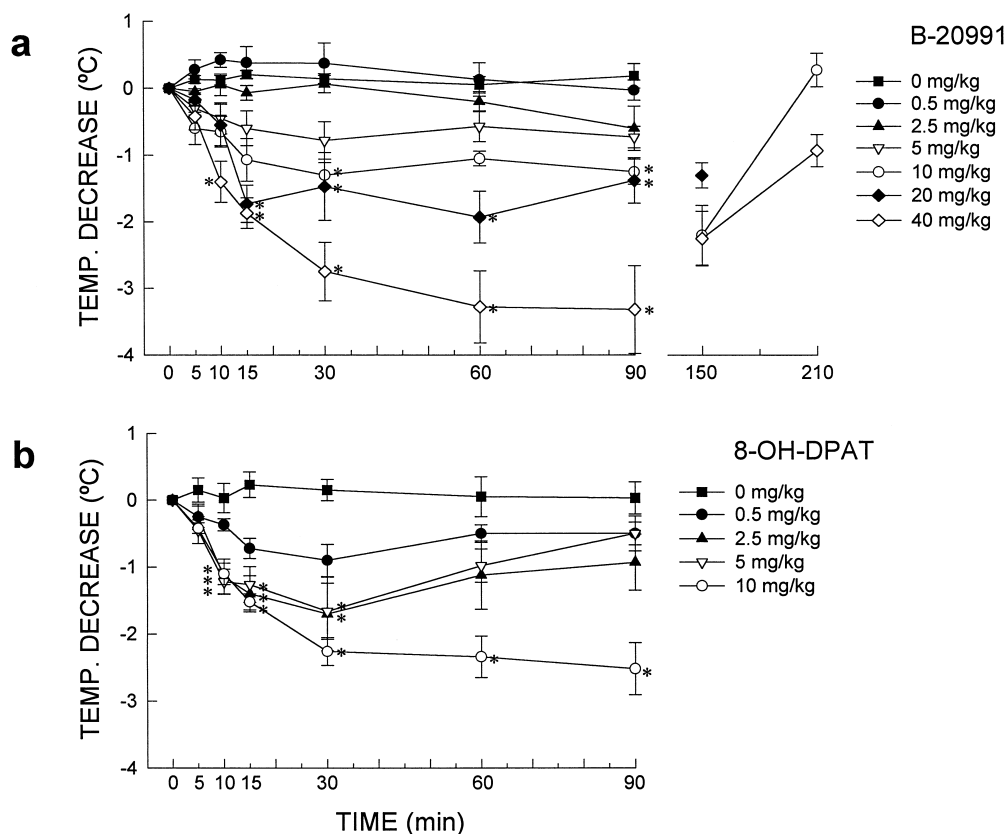 a
B-20991
TEMP. DECREASE (ºC)
1
0
-1
-2
-3
-4
0 5 10 15 30 60 90 150 210
0 mg/kg
0.5 mg/kg
2.5 mg/kg
5 mg/kg
10 mg/kg
20 mg/kg
40 mg/kg
* * * * * * * * * * *
b
8-OH-DPAT
TEMP. DECREASE (ºC)
1
0
-1
-2
-3
-4
0 5 10 15 30 60 90
0 mg/kg
0.5 mg/kg
2.5 mg/kg
5 mg/kg
10 mg/kg
* * * * * * * * * * *
TIME (min)